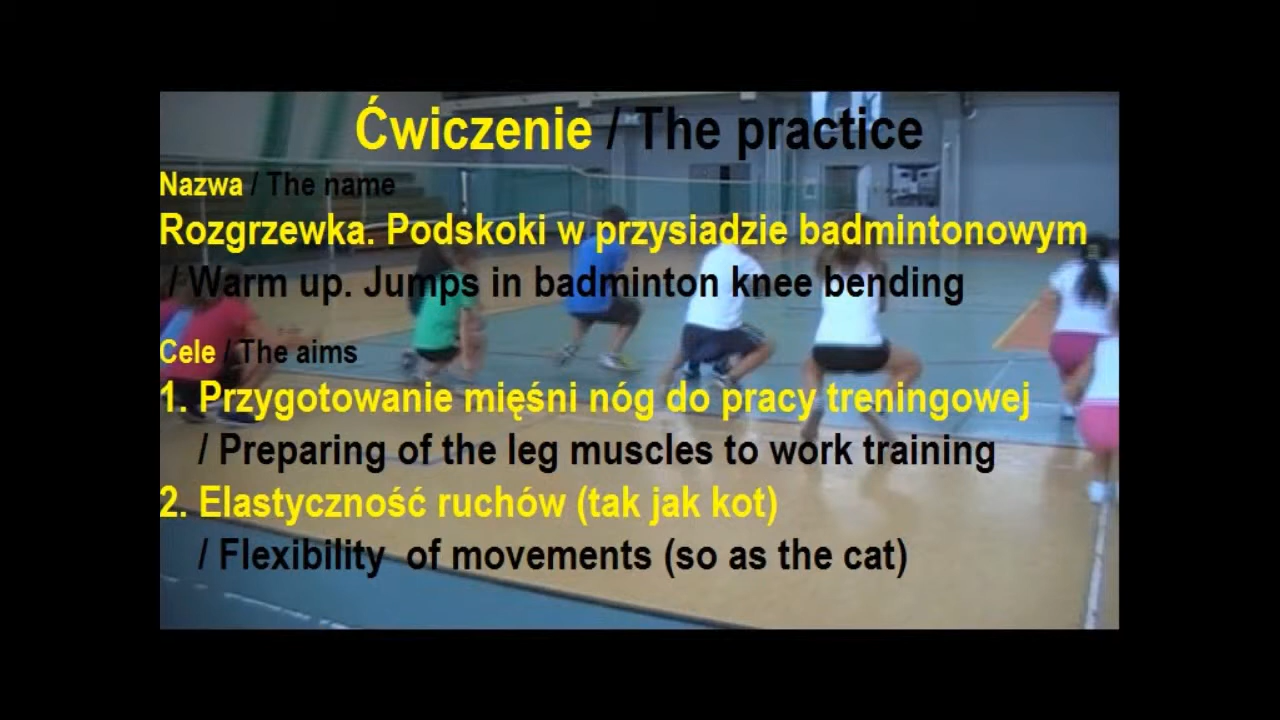 Ćwiczenie / The practice
Nazwa / The name
Rozgrzewka. Podskoki w przysiadzie badmintonowym
/ Warm up. Jumps in badminton knee bending
Cele / The aims
1. Przygotowanie mięśni nóg do pracy treningowej
/ Preparing of the leg muscles to work training
2. Elastyczność ruchów (tak jak kot)
/ Flexibility of movements (so as the cat)